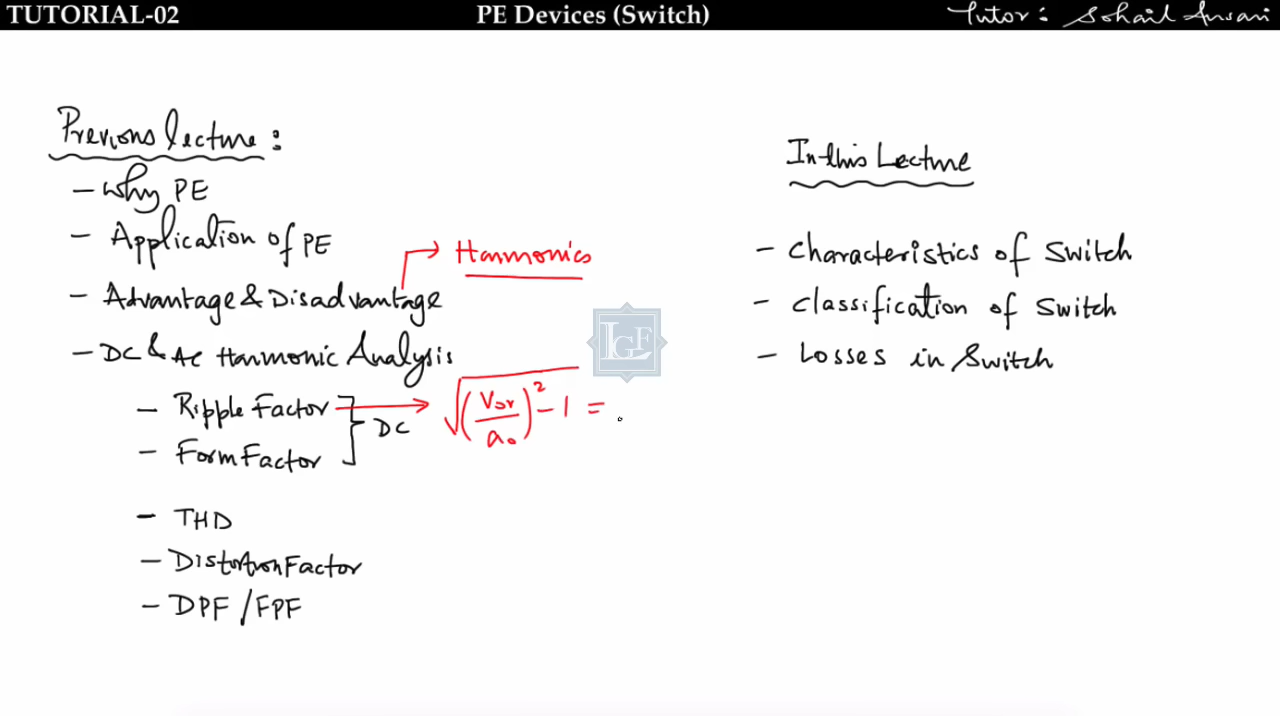 TUTORIAL-02
PE Devices (Switch)
Tutor: Sohail Ansari
Previous lecture:
- Why PE
- Application of PE
- Advantage & Disadvantage
Harmonics
- DC & AC Harmonic Analysis
- Ripple Factor
- Form Factor
DC
√(Vor/a₀)² - 1 =
- THD
- Distortion Factor
- DPF / FPF
LGF
In this Lecture
- Characteristics of Switch
- Classification of Switch
- Losses in Switch